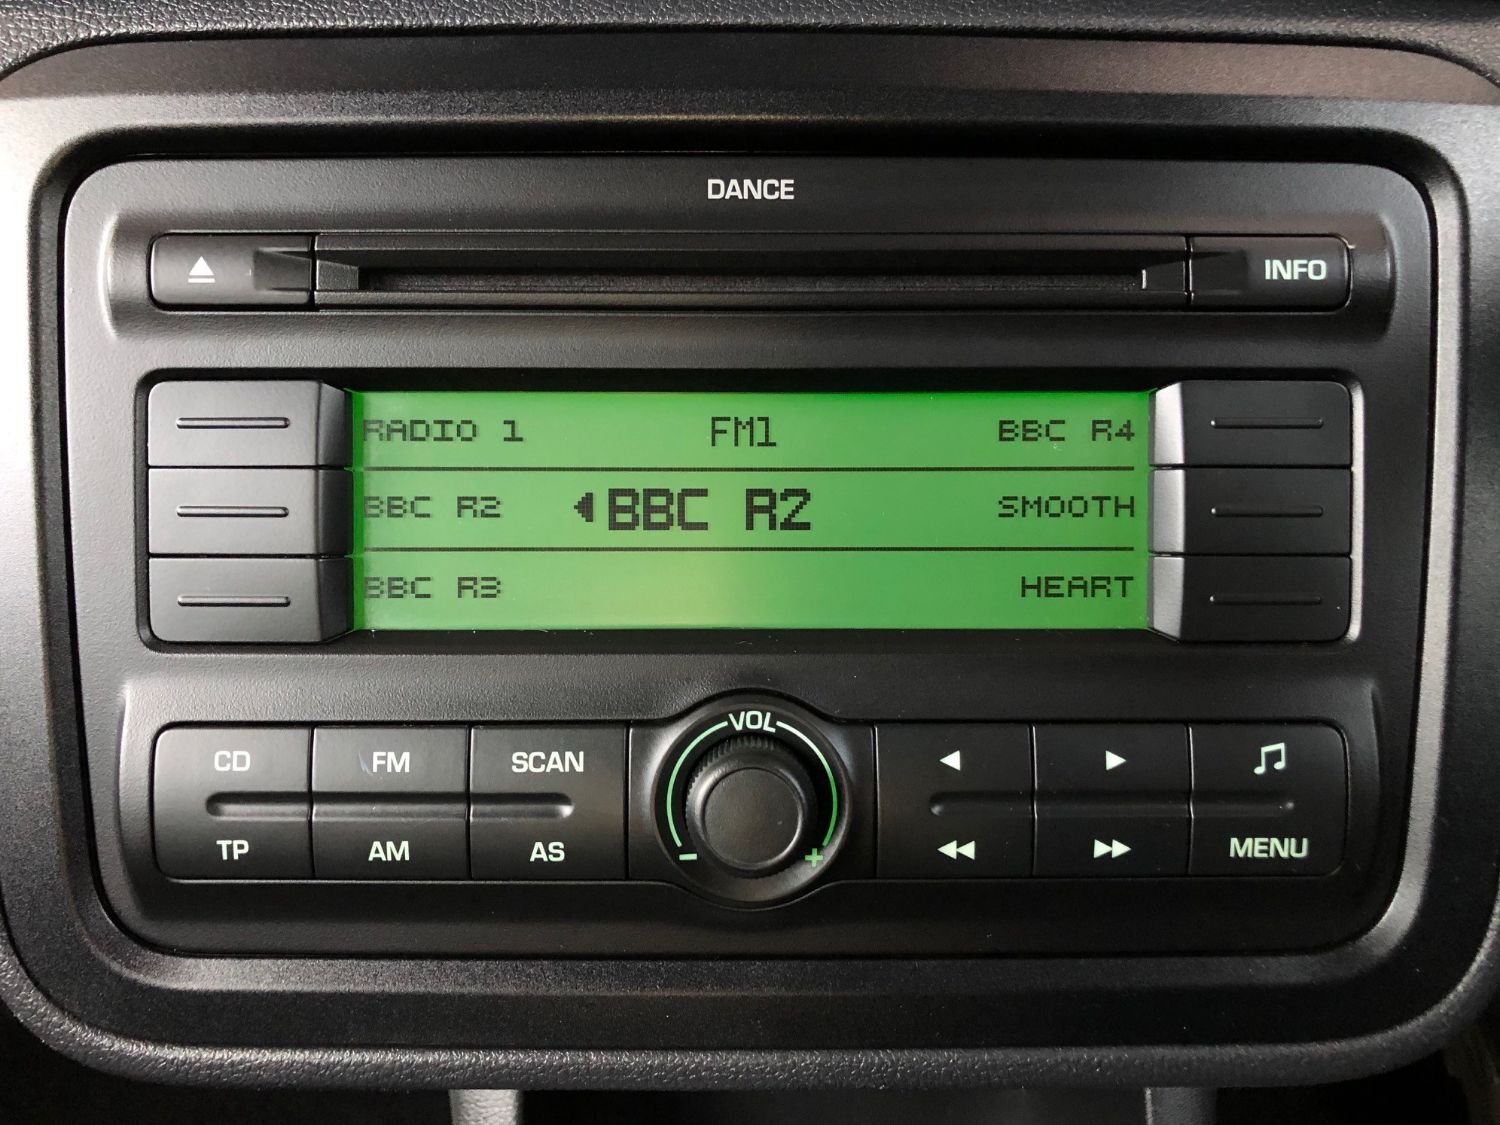 DANCE
INFO
RADIO 1 FM1 BBC R4
BBC R2 BBC R2 SMOOTH
BBC R3 HEART
VOL
CD FM SCAN
TP AM AS - + MENU